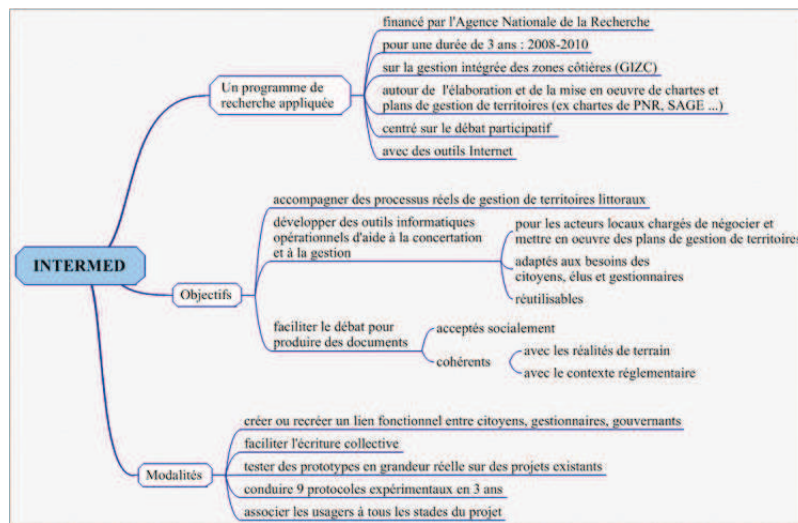 INTERMED
Un programme de
recherche appliquée
financé par l'Agence Nationale de la Recherche
pour une durée de 3 ans : 2008-2010
sur la gestion intégrée des zones côtières (GIZC)
autour de l'élaboration et de la mise en oeuvre de chartes et
plans de gestion de territoires (ex chartes de PNR, SAGE ...)
centré sur le débat participatif
avec des outils Internet
Objectifs
accompagner des processus réels de gestion de territoires littoraux
développer des outils informatiques
opérationnels d'aide à la concertation
et à la gestion
pour les acteurs locaux chargés de négocier et
mettre en oeuvre des plans de gestion de territoires
adaptés aux besoins des
citoyens, élus et gestionnaires
réutilisables
faciliter le débat pour
produire des documents
acceptés socialement
cohérents
avec les réalités de terrain
avec le contexte réglementaire
Modalités
créer ou recréer un lien fonctionnel entre citoyens, gestionnaires, gouvernants
faciliter l'écriture collective
tester des prototypes en grandeur réelle sur des projets existants
conduire 9 protocoles expérimentaux en 3 ans
associer les usagers à tous les stades du projet